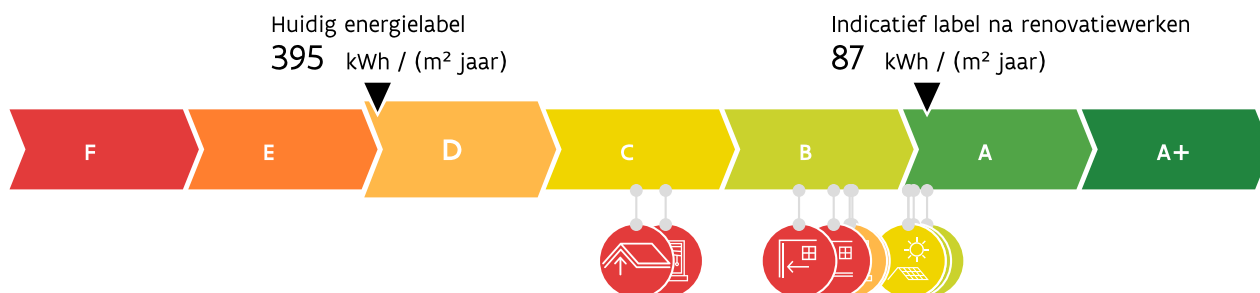 Huidig energielabel
395 kWh / (m² jaar)
Indicatief label na renovatiewerken
87 kWh / (m² jaar)
F E D C B A A+